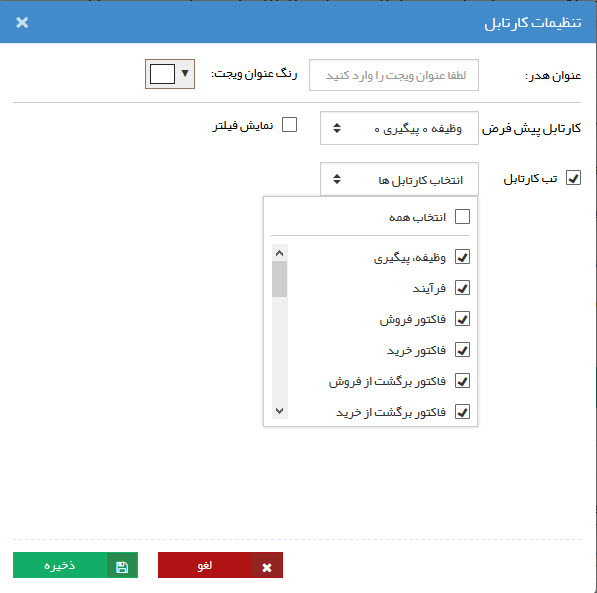 تنظیمات کارتابل
عنوان هدر: لطفا عنوان ویجت را وارد کنید رنگ عنوان ویجت:
کارتابل پیش فرض وظیفه ० پیگیری ० نمایش فیلتر
تب کارتابل انتخاب کارتابل ها
انتخاب همه
وظیفه، پیگیری
فرآیند
فاکتور فروش
فاکتور خرید
فاکتور برگشت از فروش
فاکتور برگشت از خرید
لغو ذخیره